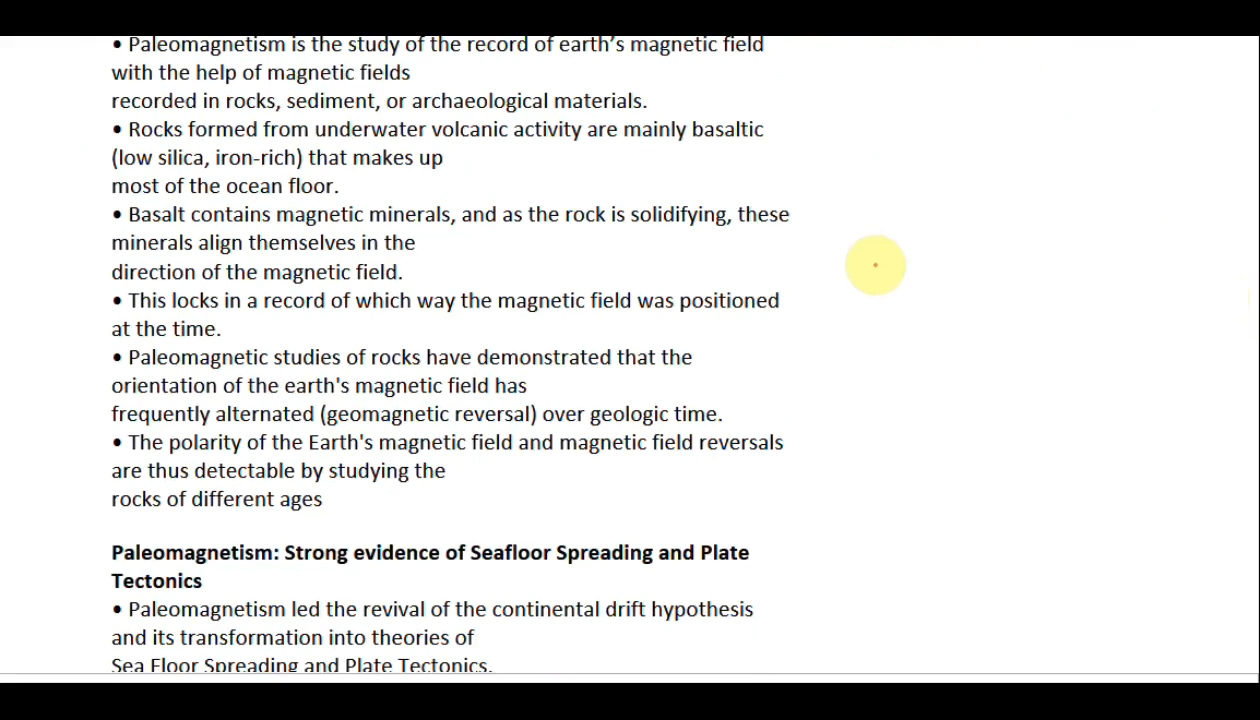 • Paleomagnetism is the study of the record of earth’s magnetic field
with the help of magnetic fields
recorded in rocks, sediment, or archaeological materials.
• Rocks formed from underwater volcanic activity are mainly basaltic
(low silica, iron-rich) that makes up
most of the ocean floor.
• Basalt contains magnetic minerals, and as the rock is solidifying, these
minerals align themselves in the
direction of the magnetic field.
• This locks in a record of which way the magnetic field was positioned
at the time.
• Paleomagnetic studies of rocks have demonstrated that the
orientation of the earth's magnetic field has
frequently alternated (geomagnetic reversal) over geologic time.
• The polarity of the Earth's magnetic field and magnetic field reversals
are thus detectable by studying the
rocks of different ages
Paleomagnetism: Strong evidence of Seafloor Spreading and Plate
Tectonics
• Paleomagnetism led the revival of the continental drift hypothesis
and its transformation into theories of
Sea Floor Spreading and Plate Tectonics.